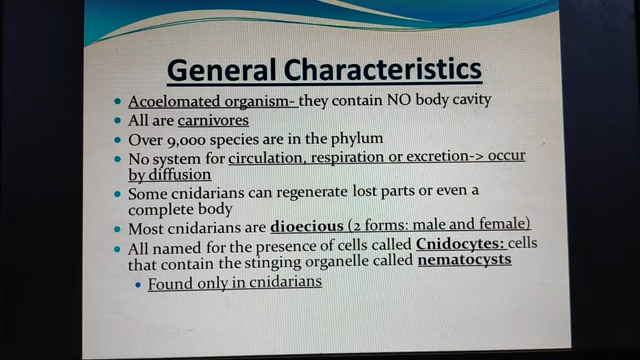 General Characteristics
• Acoelomated organism- they contain NO body cavity
• All are carnivores
• Over 9,000 species are in the phylum
• No system for circulation, respiration or excretion-> occur
by diffusion
• Some cnidarians can regenerate lost parts or even a
complete body
• Most cnidarians are dioecious (2 forms: male and female)
• All named for the presence of cells called Cnidocytes: cells
that contain the stinging organelle called nematocysts
• Found only in cnidarians